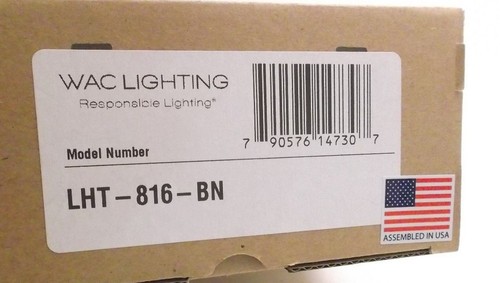 WAC LIGHTING
Responsible Lighting®
7 90576 14730 7
Model Number
LHT-816-BN
ASSEMBLED IN USA